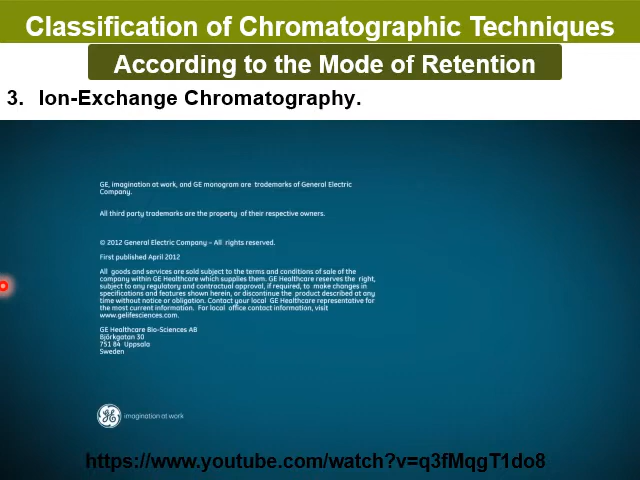 Classification of Chromatographic Techniques
According to the Mode of Retention
3. Ion-Exchange Chromatography.
GE, imagination at work, and GE monogram are trademarks of General Electric
Company.
All third party trademarks are the property of their respective owners.
© 2012 General Electric Company – All rights reserved.
First published April 2012
All goods and services are sold subject to the terms and conditions of sale of the
company within GE Healthcare which supplies them. GE Healthcare reserves the right,
subject to any regulatory and contractual approval, if required, to make changes in
specifications and features shown herein, or discontinue the product described at any
time without notice or obligation. Contact your local GE Healthcare representative for
the most current information. For local office contact information, visit
www.gelifesciences.com.
GE Healthcare Bio-Sciences AB
Björkgatan 30
751 84 Uppsala
Sweden
GE imagination at work
https://www.youtube.com/watch?v=q3fMqgT1do8